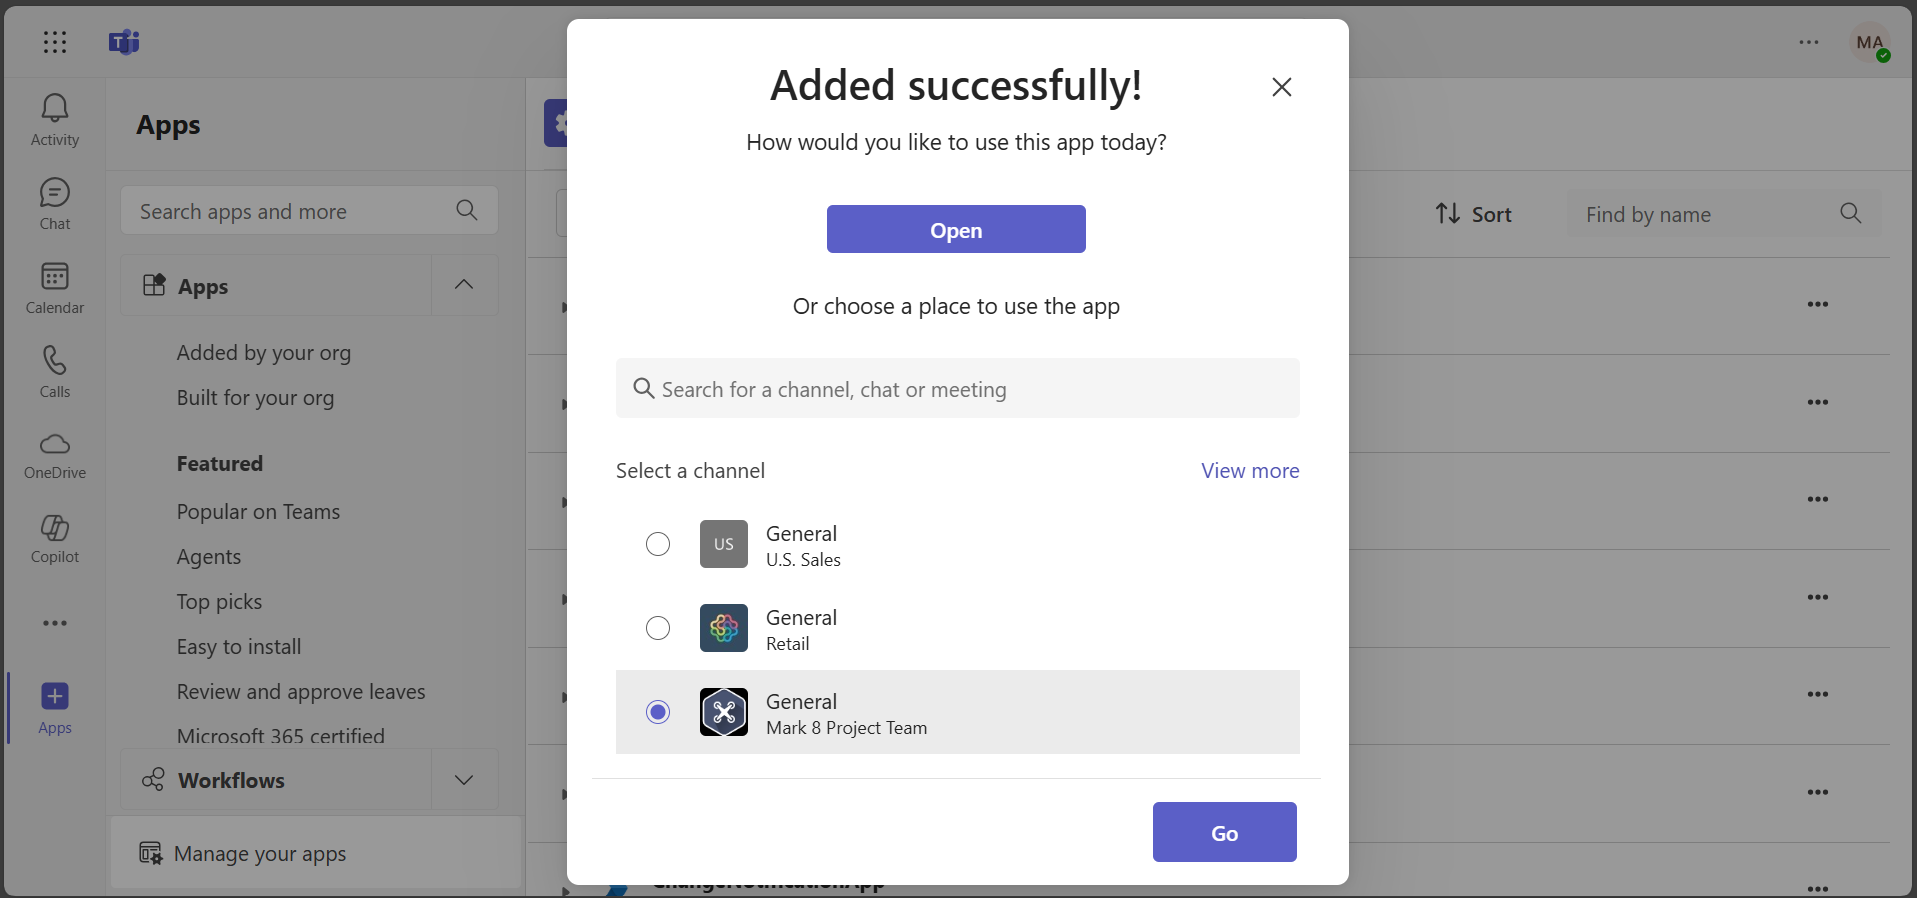 T
MA
Activity
Chat
Calendar
Calls
OneDrive
Copilot
Apps
Apps
Search apps and more
Apps
Added by your org
Built for your org
Featured
Popular on Teams
Agents
Top picks
Easy to install
Review and approve leaves
Microsoft 365 certified
Workflows
Manage your apps
Sort
Find by name
Added successfully!
How would you like to use this app today?
Open
Or choose a place to use the app
Search for a channel, chat or meeting
Select a channel
View more
US
General
U.S. Sales
General
Retail
General
Mark 8 Project Team
Go
ChangeNotificationApp